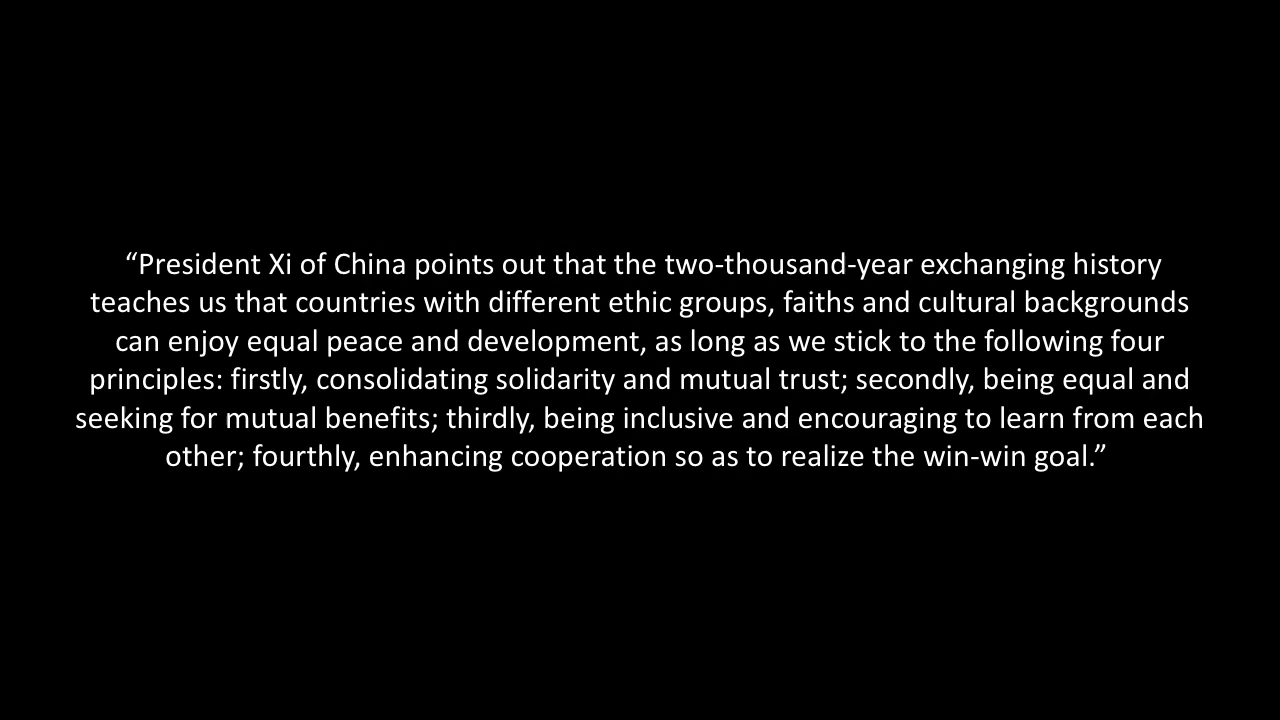 “President Xi of China points out that the two-thousand-year exchanging history
teaches us that countries with different ethic groups, faiths and cultural backgrounds
can enjoy equal peace and development, as long as we stick to the following four
principles: firstly, consolidating solidarity and mutual trust; secondly, being equal and
seeking for mutual benefits; thirdly, being inclusive and encouraging to learn from each
other; fourthly, enhancing cooperation so as to realize the win-win goal.”